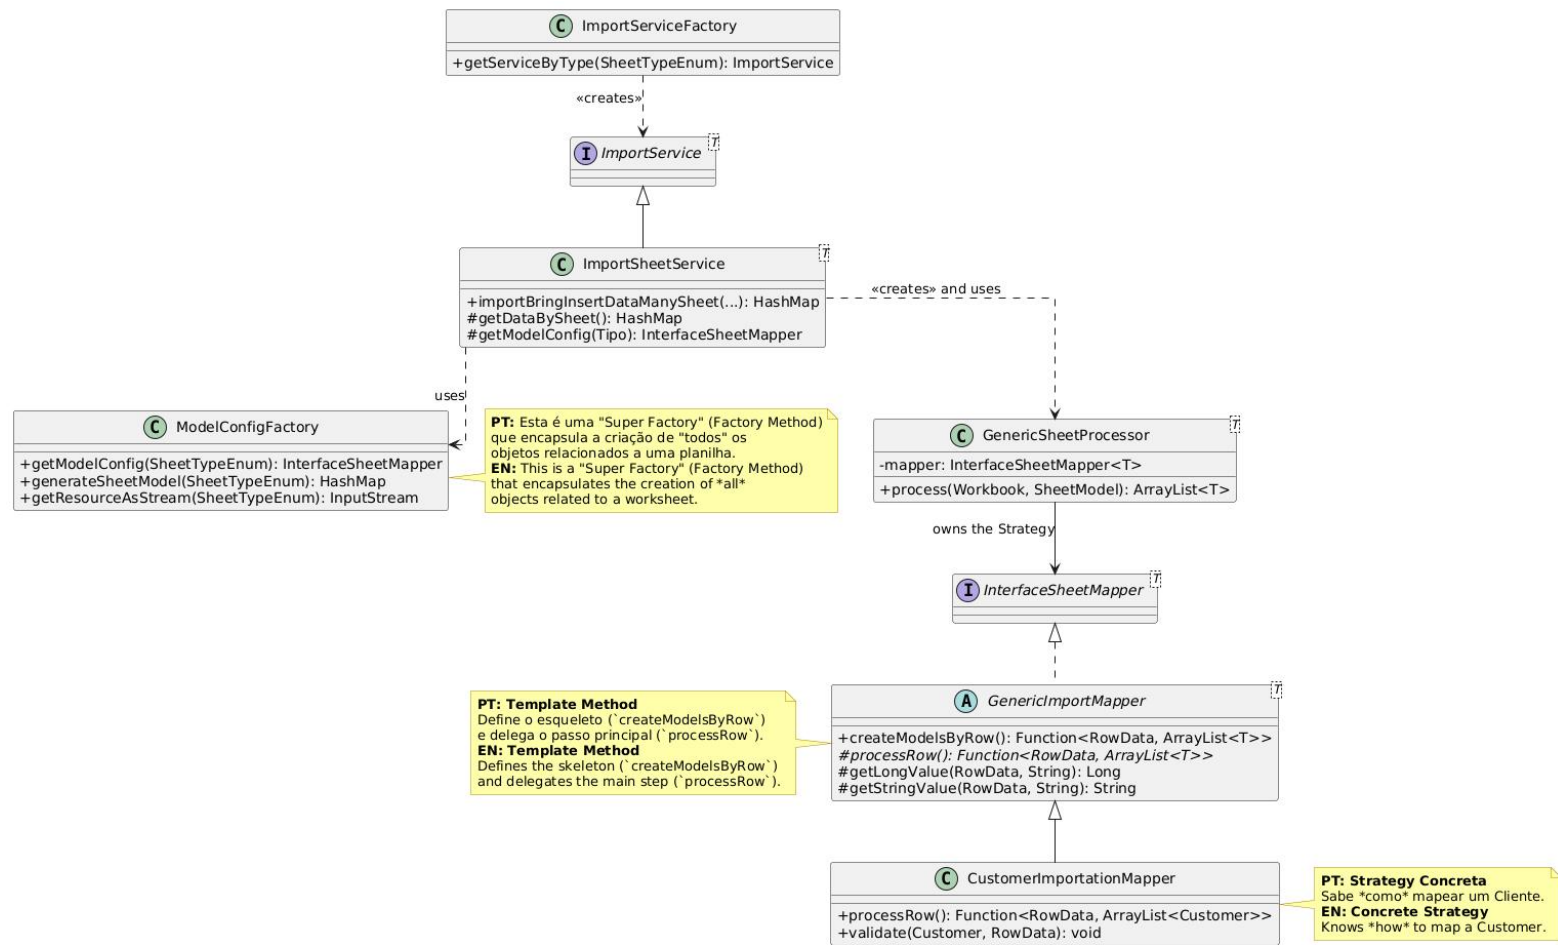 C ImportServiceFactory
+getServiceByType(SheetTypeEnum): ImportService
«creates»
I ImportService T
C ImportSheetService T
+importBringInsertDataManySheet(...): HashMap
#getDataBySheet(): HashMap
#getModelConfig(Tipo): InterfaceSheetMapper
«creates» and uses
uses
C ModelConfigFactory
+getModelConfig(SheetTypeEnum): InterfaceSheetMapper
+generateSheetModel(SheetTypeEnum): HashMap
+getResourceAsStream(SheetTypeEnum): InputStream
PT: Esta é uma "Super Factory" (Factory Method)
que encapsula a criação de "todos" os
objetos relacionados a uma planilha.
EN: This is a "Super Factory" (Factory Method)
that encapsulates the creation of *all*
objects related to a worksheet.
C GenericSheetProcessor T
-mapper: InterfaceSheetMapper<T>
+process(Workbook, SheetModel): ArrayList<T>
owns the Strategy
I InterfaceSheetMapper T
PT: Template Method
Define o esqueleto (`createModelsByRow`)
e delega o passo principal (`processRow`).
EN: Template Method
Defines the skeleton (`createModelsByRow`)
and delegates the main step (`processRow`).
A GenericImportMapper T
+createModelsByRow(): Function<RowData, ArrayList<T>>
#processRow(): Function<RowData, ArrayList<T>>
#getLongValue(RowData, String): Long
#getStringValue(RowData, String): String
C CustomerImportationMapper
+processRow(): Function<RowData, ArrayList<Customer>>
+validate(Customer, RowData): void
PT: Strategy Concreta
Sabe *como* mapear um Cliente.
EN: Concrete Strategy
Knows *how* to map a Customer.